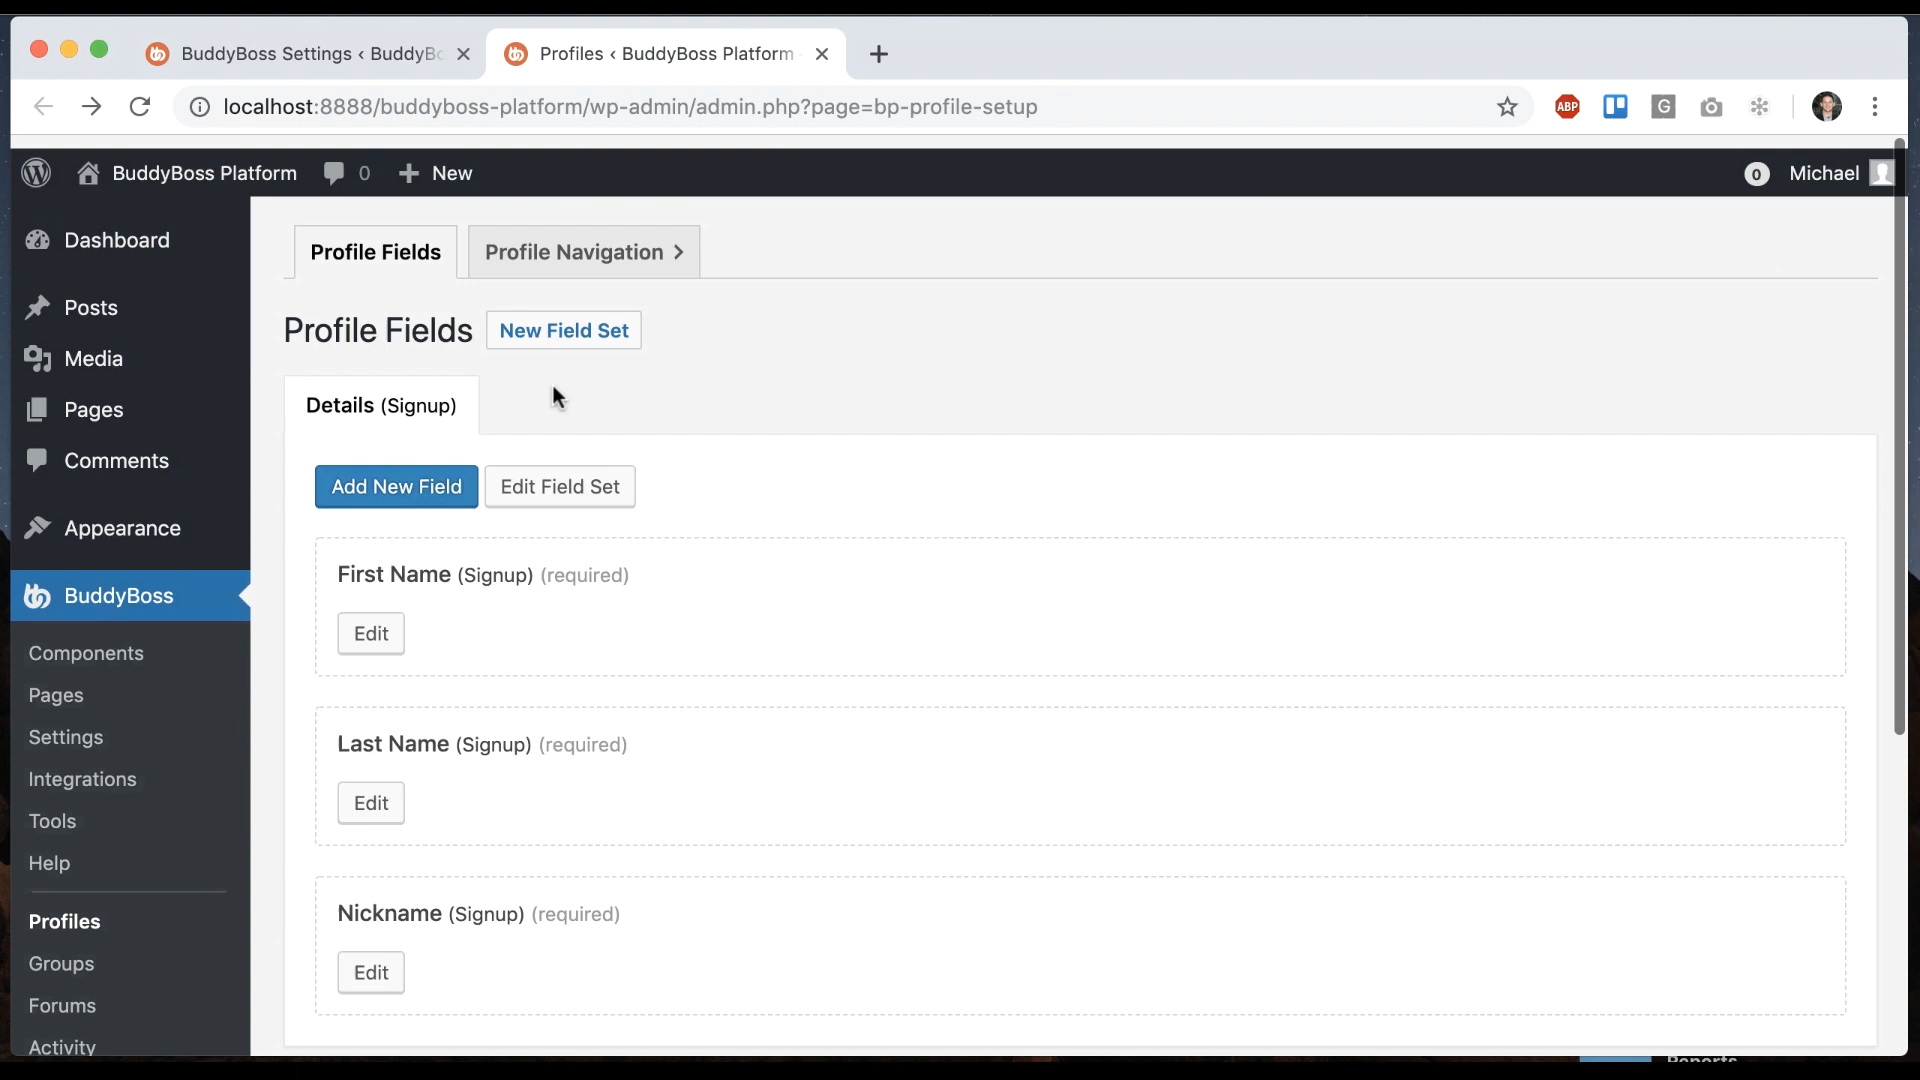 BuddyBoss Settings ‹ BuddyBo
Profiles ‹ BuddyBoss Platform
localhost:8888/buddyboss-platform/wp-admin/admin.php?page=bp-profile-setup
ABP
G
BuddyBoss Platform
0
New
0
Michael
Dashboard
Posts
Media
Pages
Comments
Appearance
BuddyBoss
Components
Pages
Settings
Integrations
Tools
Help
Profiles
Groups
Forums
Activity
Profile Fields
Profile Navigation
Profile Fields
New Field Set
Details (Signup)
Add New Field
Edit Field Set
First Name (Signup) (required)
Edit
Last Name (Signup) (required)
Edit
Nickname (Signup) (required)
Edit
Reports